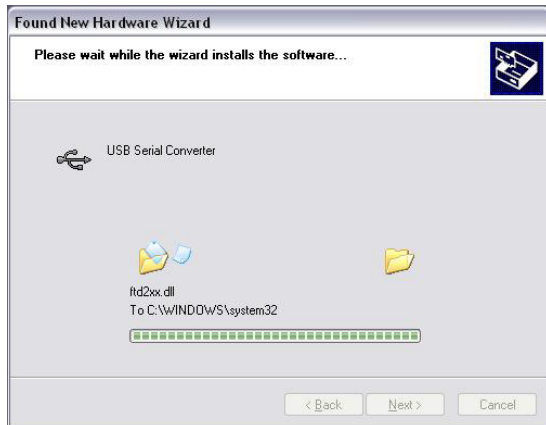 Found New Hardware Wizard
Please wait while the wizard installs the software...
USB Serial Converter
ftd2xx.dll
To C:\WINDOWS\system32
< Back
Next >
Cancel